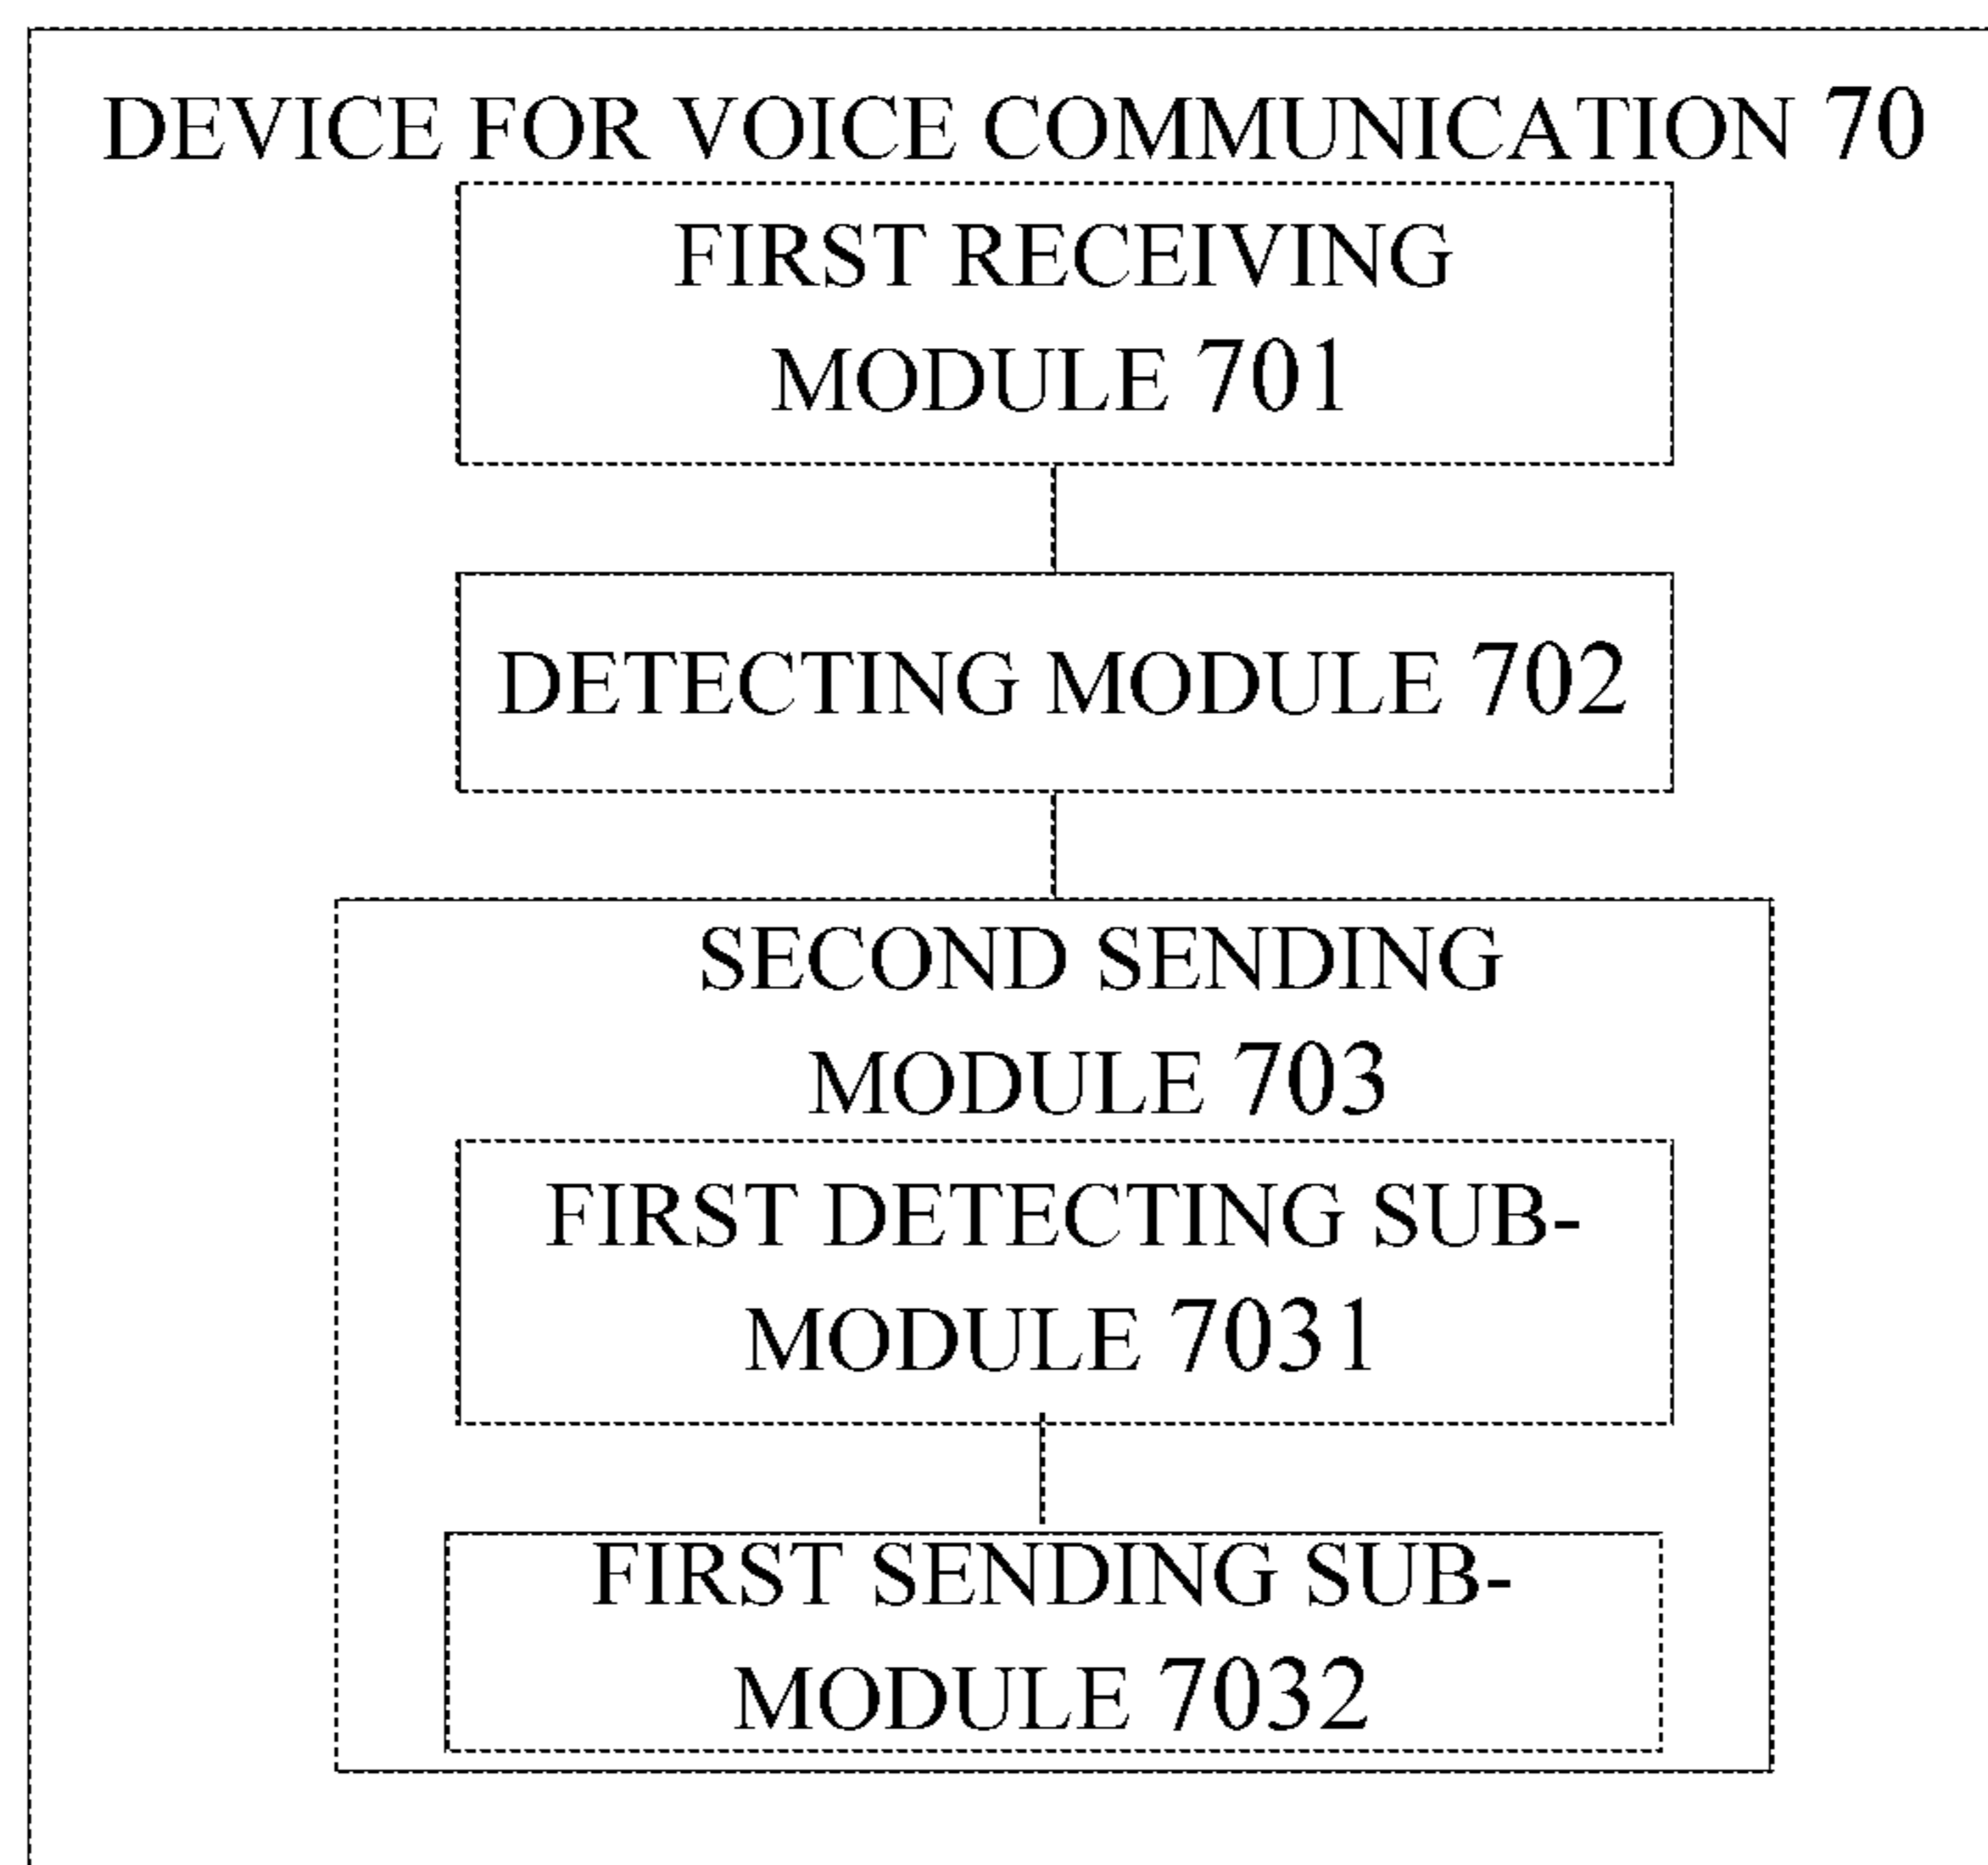 DEVICE FOR VOICE COMMUNICATION 70
FIRST RECEIVING
MODULE 701
DETECTING MODULE 702
SECOND SENDING
MODULE 703
FIRST DETECTING SUB-
MODULE 7031
FIRST SENDING SUB-
MODULE 7032